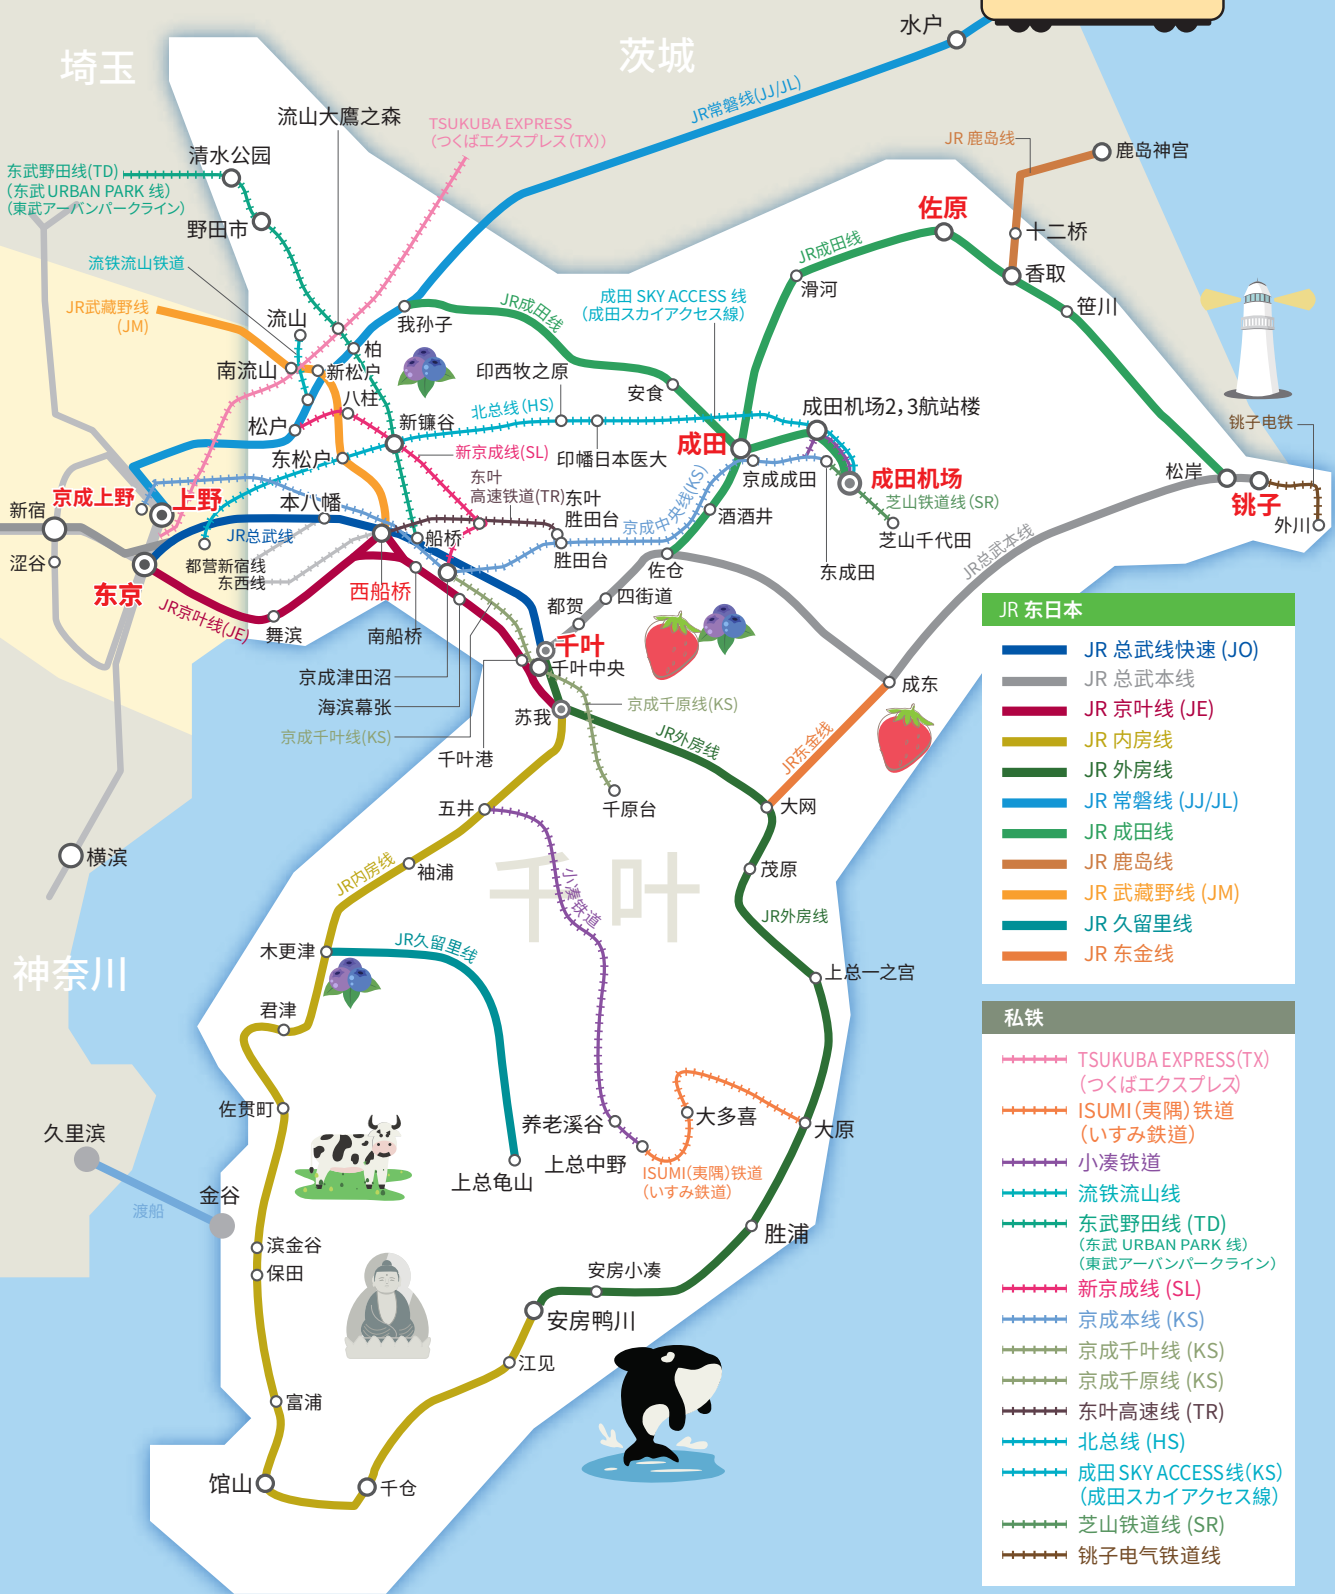 水户
埼玉
茨城
JR常磐线(JJ/JL)
流山大鹰之森
TSUKUBA EXPRESS
（つくばエクスプレス（TX））
JR 鹿岛线
鹿岛神宫
清水公园
东武野田线(TD)
（东武 URBAN PARK 线）
（東武アーバンパークライン）
野田市
佐原
十二桥
JR成田线
流铁流山铁道
香取
滑河
JR武藏野线
(JM)
流山
我孙子
JR成田线
成田 SKY ACCESS 线
（成田スカイアクセス線）
笹川
柏
南流山
新松户
印西牧之原
安食
八柱
北总线（HS）
成田机场2，3航站楼
铫子电铁
松户
新镰谷
成田
新京成线(SL)
印幡日本医大
东松户
东叶
高速铁道(TR)
京成成田
成田机场
松岸
京成上野
上野
本八幡
东叶
胜田台
京成中央线(KS)
酒酒井
芝山铁道线（SR）
铫子
新宿
JR总武线
船桥
芝山千代田
外川
涩谷
都营新宿线
东西线
胜田台
佐仓
东成田
JR总武本线
东京
西船桥
四街道
都贺
JR京叶线(JE)
舞滨
南船桥
千叶
JR 东日本
京成津田沼
千叶中央
JR 总武线快速 (JO)
成东
JR 总武本线
海滨幕张
京成千原线(KS)
苏我
JR 京叶线 (JE)
京成千叶线(KS)
JR 内房线
千叶港
JR外房线
JR东金线
JR 外房线
五井
千原台
大网
JR 常磐线 (JJ/JL)
JR 成田线
横滨
千叶
JR 鹿岛线
JR内房线
袖浦
小凑铁道
茂原
JR 武藏野线 (JM)
JR外房线
JR 久留里线
木更津
JR久留里线
JR 东金线
神奈川
上总一之宫
君津
私铁
TSUKUBA EXPRESS(TX)
（つくばエクスプレス）
佐贯町
养老溪谷
大多喜
ISUMI（夷隅）铁道
（いすみ鉄道）
久里滨
大原
上总中野
小凑铁道
上总龟山
ISUMI(夷隅）铁道
（いすみ鉄道）
流铁流山线
金谷
渡船
东武野田线 (TD)
（东武 URBAN PARK 线）
（東武アーバンパークライン）
胜浦
滨金谷
保田
安房小凑
新京成线 (SL)
安房鸭川
京成本线 (KS)
江见
京成千叶线 (KS)
京成千原线 (KS)
富浦
东叶高速线 (TR)
北总线 (HS)
馆山
千仓
成田 SKY ACCESS 线（KS）
（成田スカイアクセス線）
芝山铁道线 (SR)
铫子电气铁道线